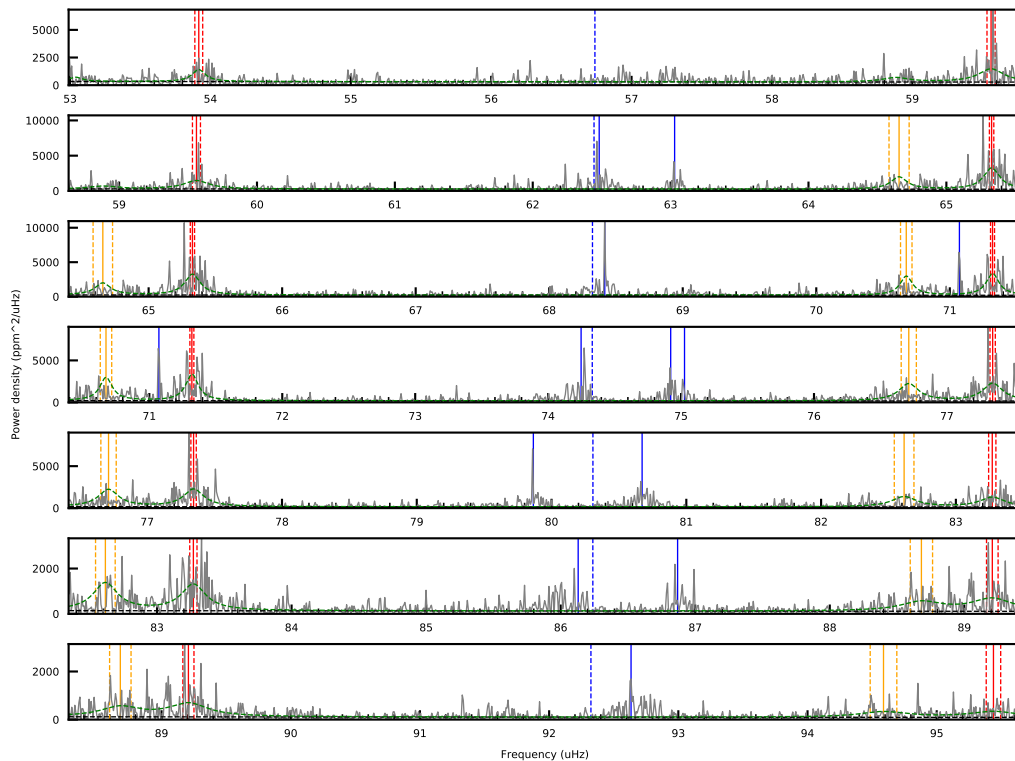 5000
2500
0
53 54 55 56 57 58 59
10000
5000
0
59 60 61 62 63 64 65
10000
5000
0
65 66 67 68 69 70 71
5000
0
71 72 73 74 75 76 77
Power density (ppm^2/uHz)
5000
0
77 78 79 80 81 82 83
2000
0
83 84 85 86 87 88 89
2000
0
89 90 91 92 93 94 95
Frequency (uHz)